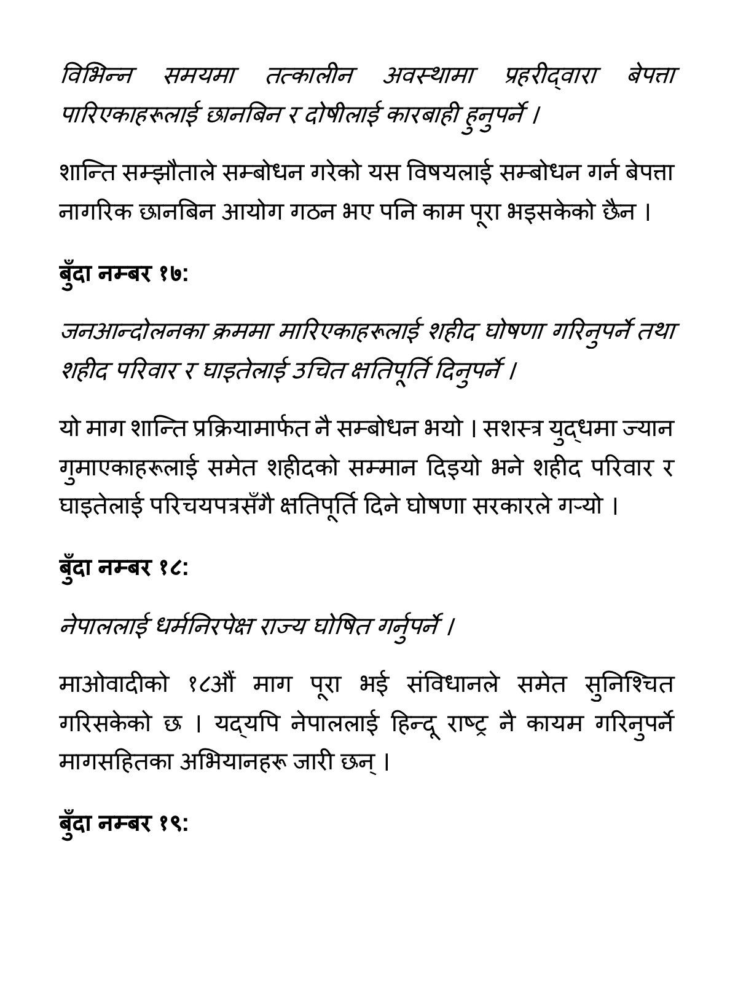 विभिन्न समयमा तत्कालीन अवस्थामा प्रहरीद्वारा बेपत्ता
पारिएकाहरूलाई छानबिन र दोषीलाई कारबाही हुनुपर्ने ।
शान्ति सम्झौताले सम्बोधन गरेको यस विषयलाई सम्बोधन गर्न बेपत्ता
नागरिक छानबिन आयोग गठन भए पनि काम पूरा भइसकेको छैन ।
बुँदा नम्बर १७:
जनआन्दोलनका क्रममा मारिएकाहरूलाई शहीद घोषणा गरिनुपर्ने तथा
शहीद परिवार र घाइतेलाई उचित क्षतिपूर्ति दिनुपर्ने ।
यो माग शान्ति प्रक्रियामार्फत नै सम्बोधन भयो । सशस्त्र युद्धमा ज्यान
गुमाएकाहरूलाई समेत शहीदको सम्मान दिइयो भने शहीद परिवार र
घाइतेलाई परिचयपत्रसँगै क्षतिपूर्ति दिने घोषणा सरकारले गऱ्यो ।
बुँदा नम्बर १८:
नेपाललाई धर्मनिरपेक्ष राज्य घोषित गर्नुपर्ने ।
माओवादीको १८औं माग पूरा भई संविधानले समेत सुनिश्चित
गरिसकेको छ । यद्यपि नेपाललाई हिन्दू राष्ट्र नै कायम गरिनुपर्ने
मागसहितका अभियानहरू जारी छन् ।
बुँदा नम्बर १९: